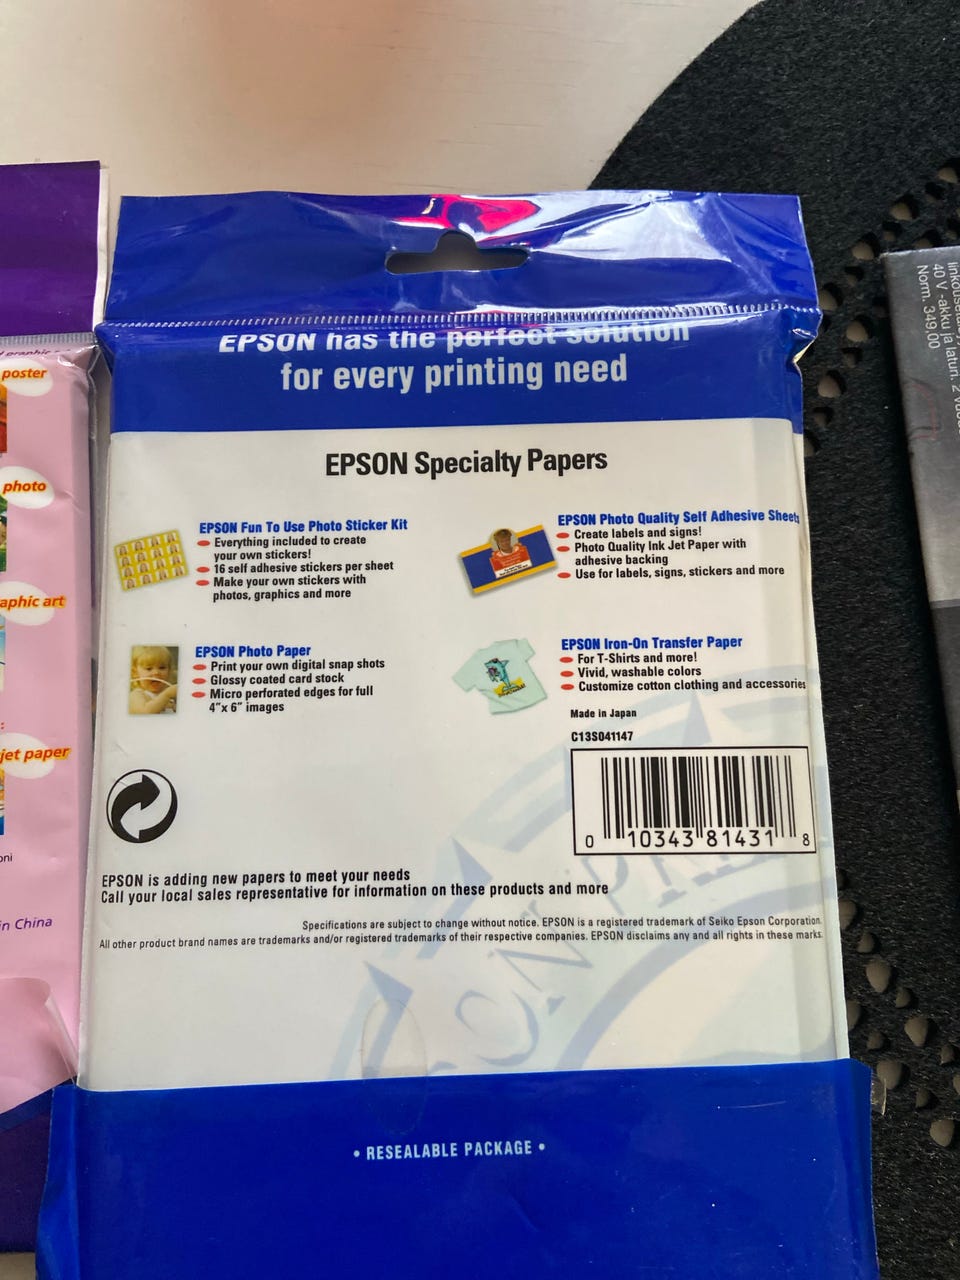 EPSON has the perfect solution
for every printing need
EPSON Specialty Papers
EPSON Fun To Use Photo Sticker Kit
Everything included to create
your own stickers!
16 self adhesive stickers per sheet
Make your own stickers with
photos, graphics and more
EPSON Photo Quality Self Adhesive Sheets
Create labels and signs!
Photo Quality Ink Jet Paper with
adhesive backing
Use for labels, signs, stickers and more
EPSON Photo Paper
Print your own digital snap shots
Glossy coated card stock
Micro perforated edges for full
4"x 6" images
EPSON Iron-On Transfer Paper
For T-Shirts and more!
Vivid, washable colors
Customize cotton clothing and accessories
Made in Japan
C13S041147
0 10343 81431 8
EPSON is adding new papers to meet your needs
Call your local sales representative for information on these products and more
Specifications are subject to change without notice. EPSON is a registered trademark of Seiko Epson Corporation.
All other product brand names are trademarks and/or registered trademarks of their respective companies. EPSON disclaims any and all rights in these marks.
• RESEALABLE PACKAGE •
graphic
poster
photo
aphic art
jet paper
oni
in China
40 V -akku ja laturi. 2
Norm. 349,00